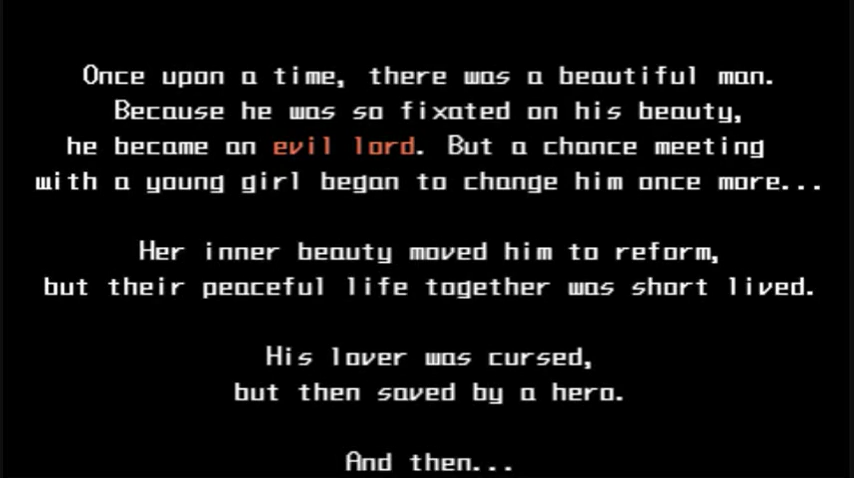 Once upon a time, there was a beautiful man.
Because he was so fixated on his beauty,
he became an evil lord. But a chance meeting
with a young girl began to change him once more...
Her inner beauty moved him to reform,
but their peaceful life together was short lived.
His lover was cursed,
but then saved by a hero.
And then...